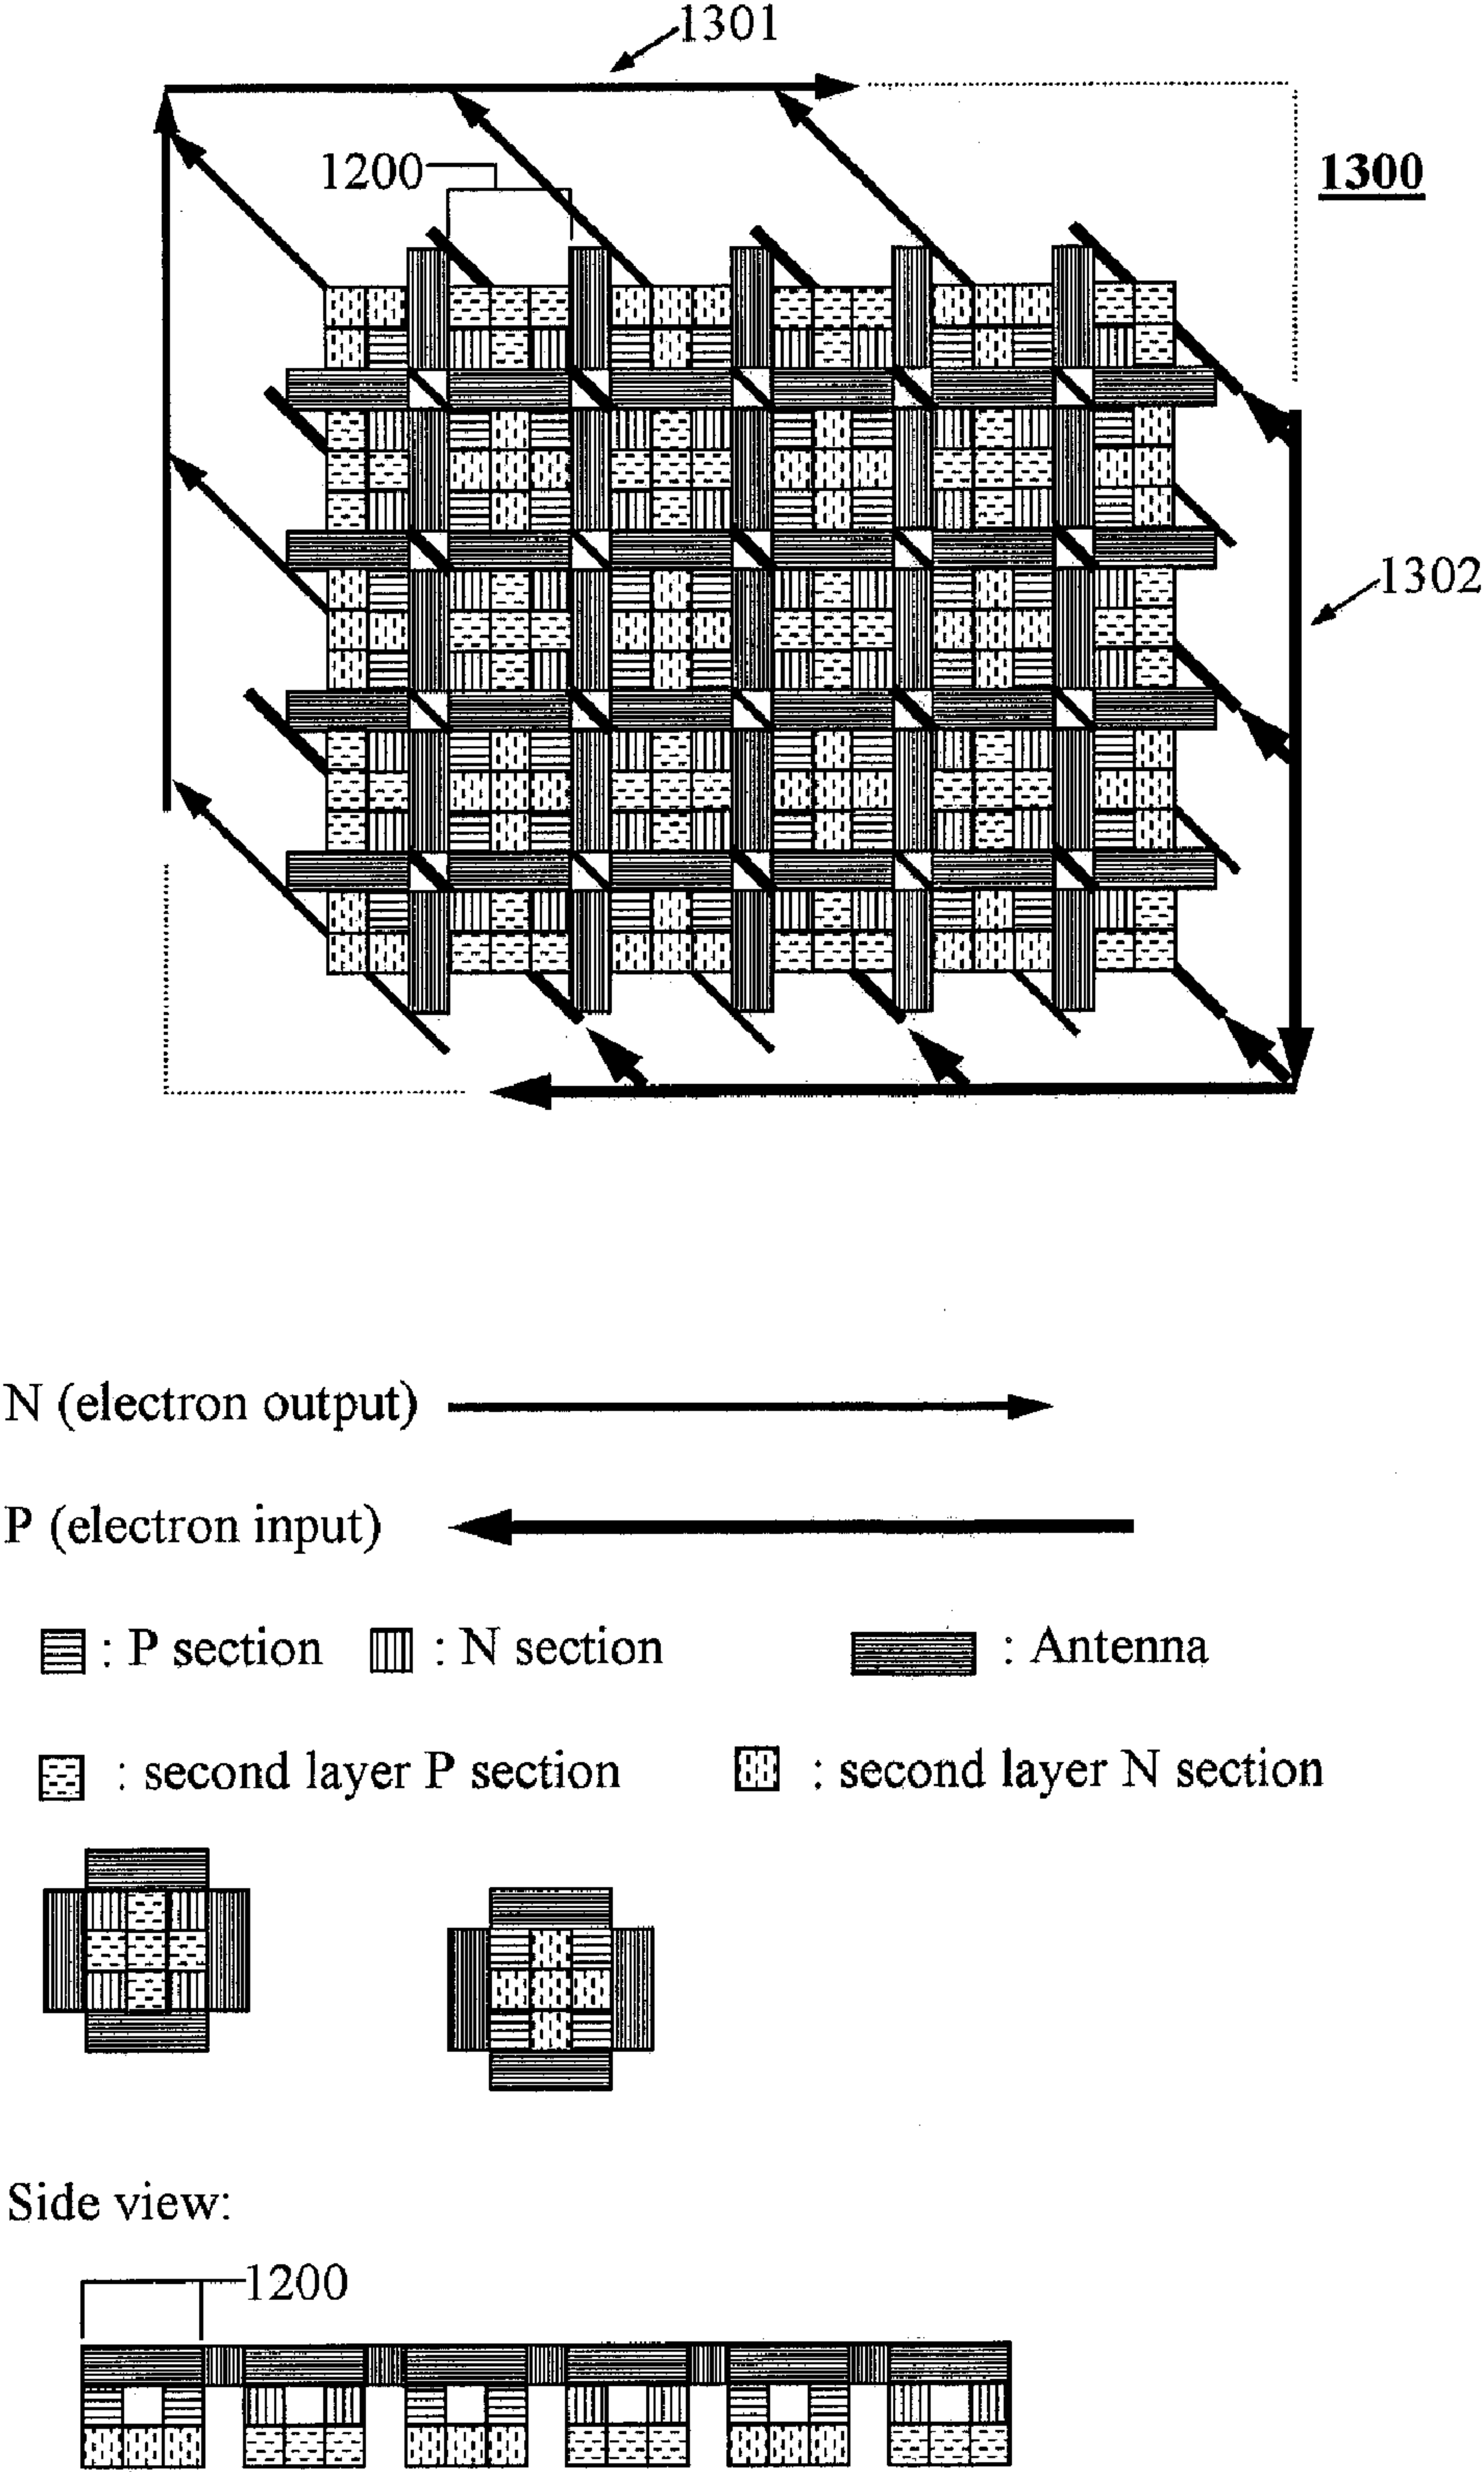 1301
1200
1300
1302
N (electron output)
P (electron input)
: P section : N section : Antenna
: second layer P section : second layer N section
Side view:
1200